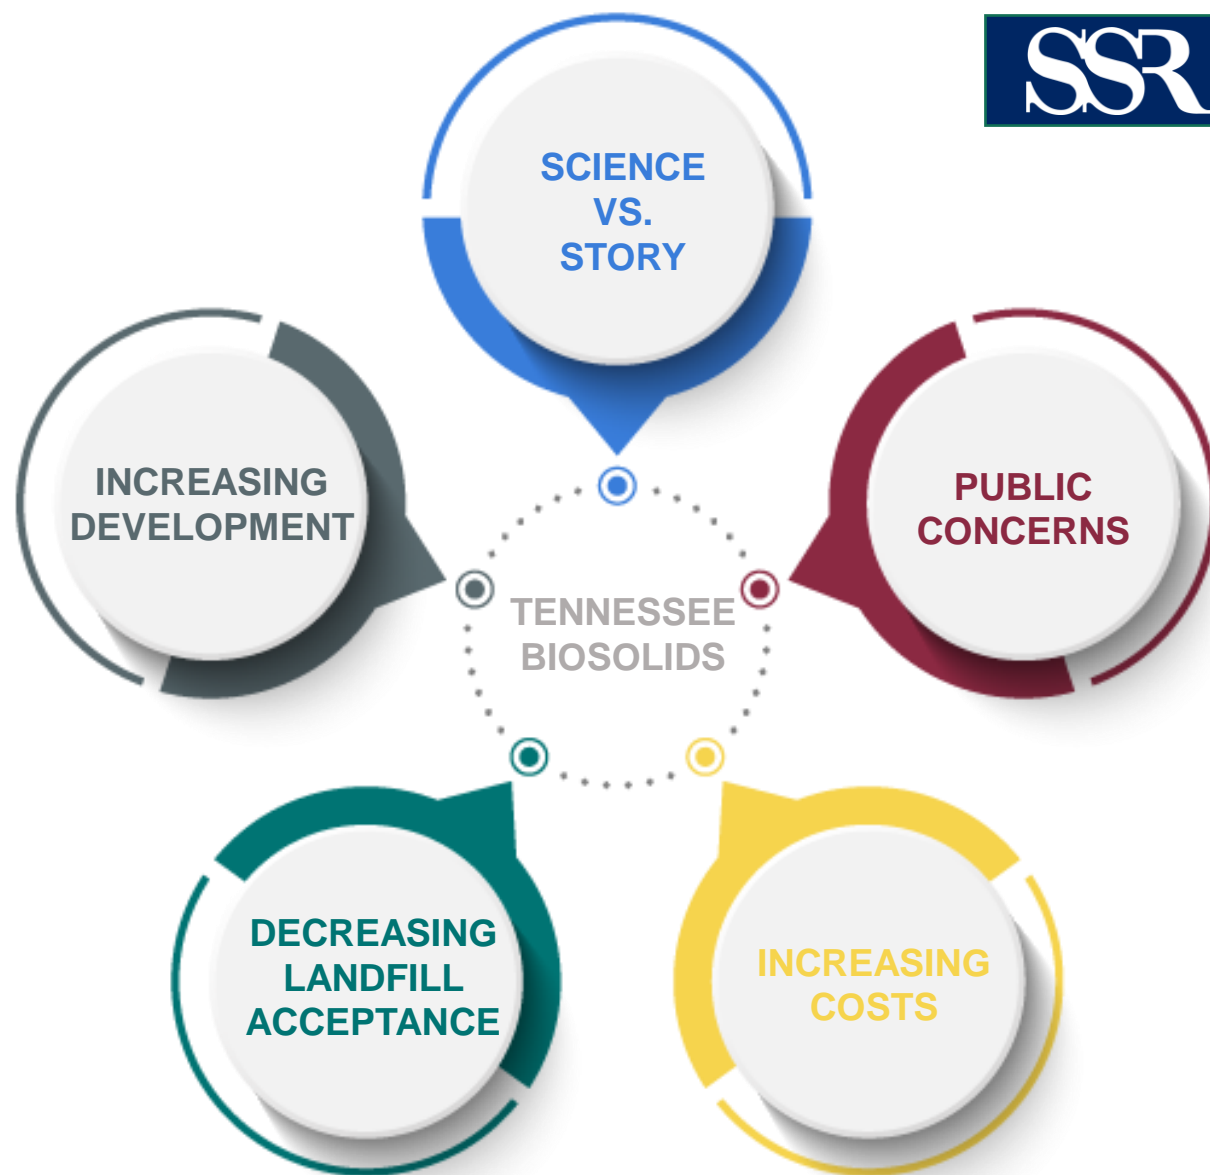 SSR
SCIENCE
VS.
STORY
INCREASING
DEVELOPMENT
PUBLIC
CONCERNS
TENNESSEE
BIOSOLIDS
DECREASING
LANDFILL
ACCEPTANCE
INCREASING
COSTS